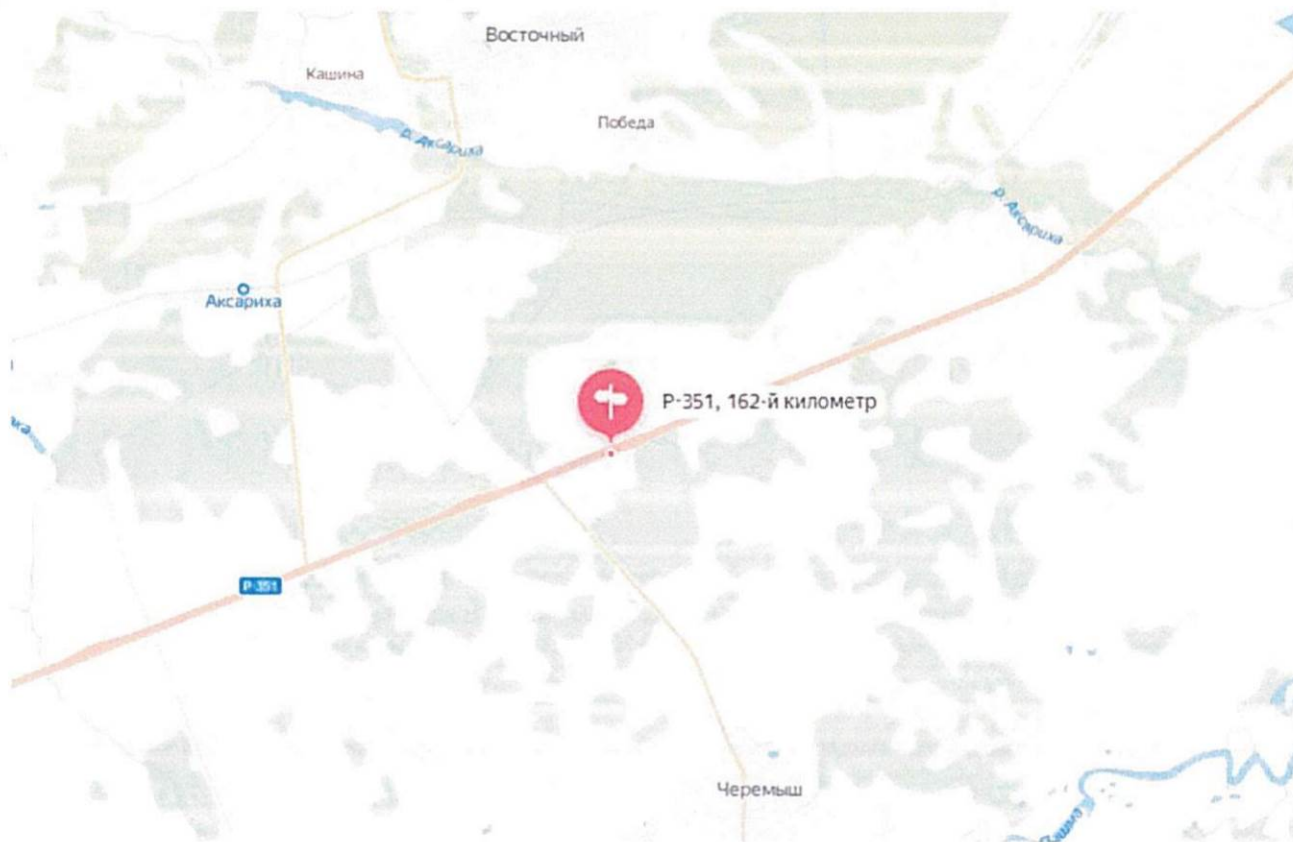 Восточный
Кашина
Победа
р. Аксариха
р. Аксариха
Аксариха
Р-351, 162-й километр
Р-351
Черемыш